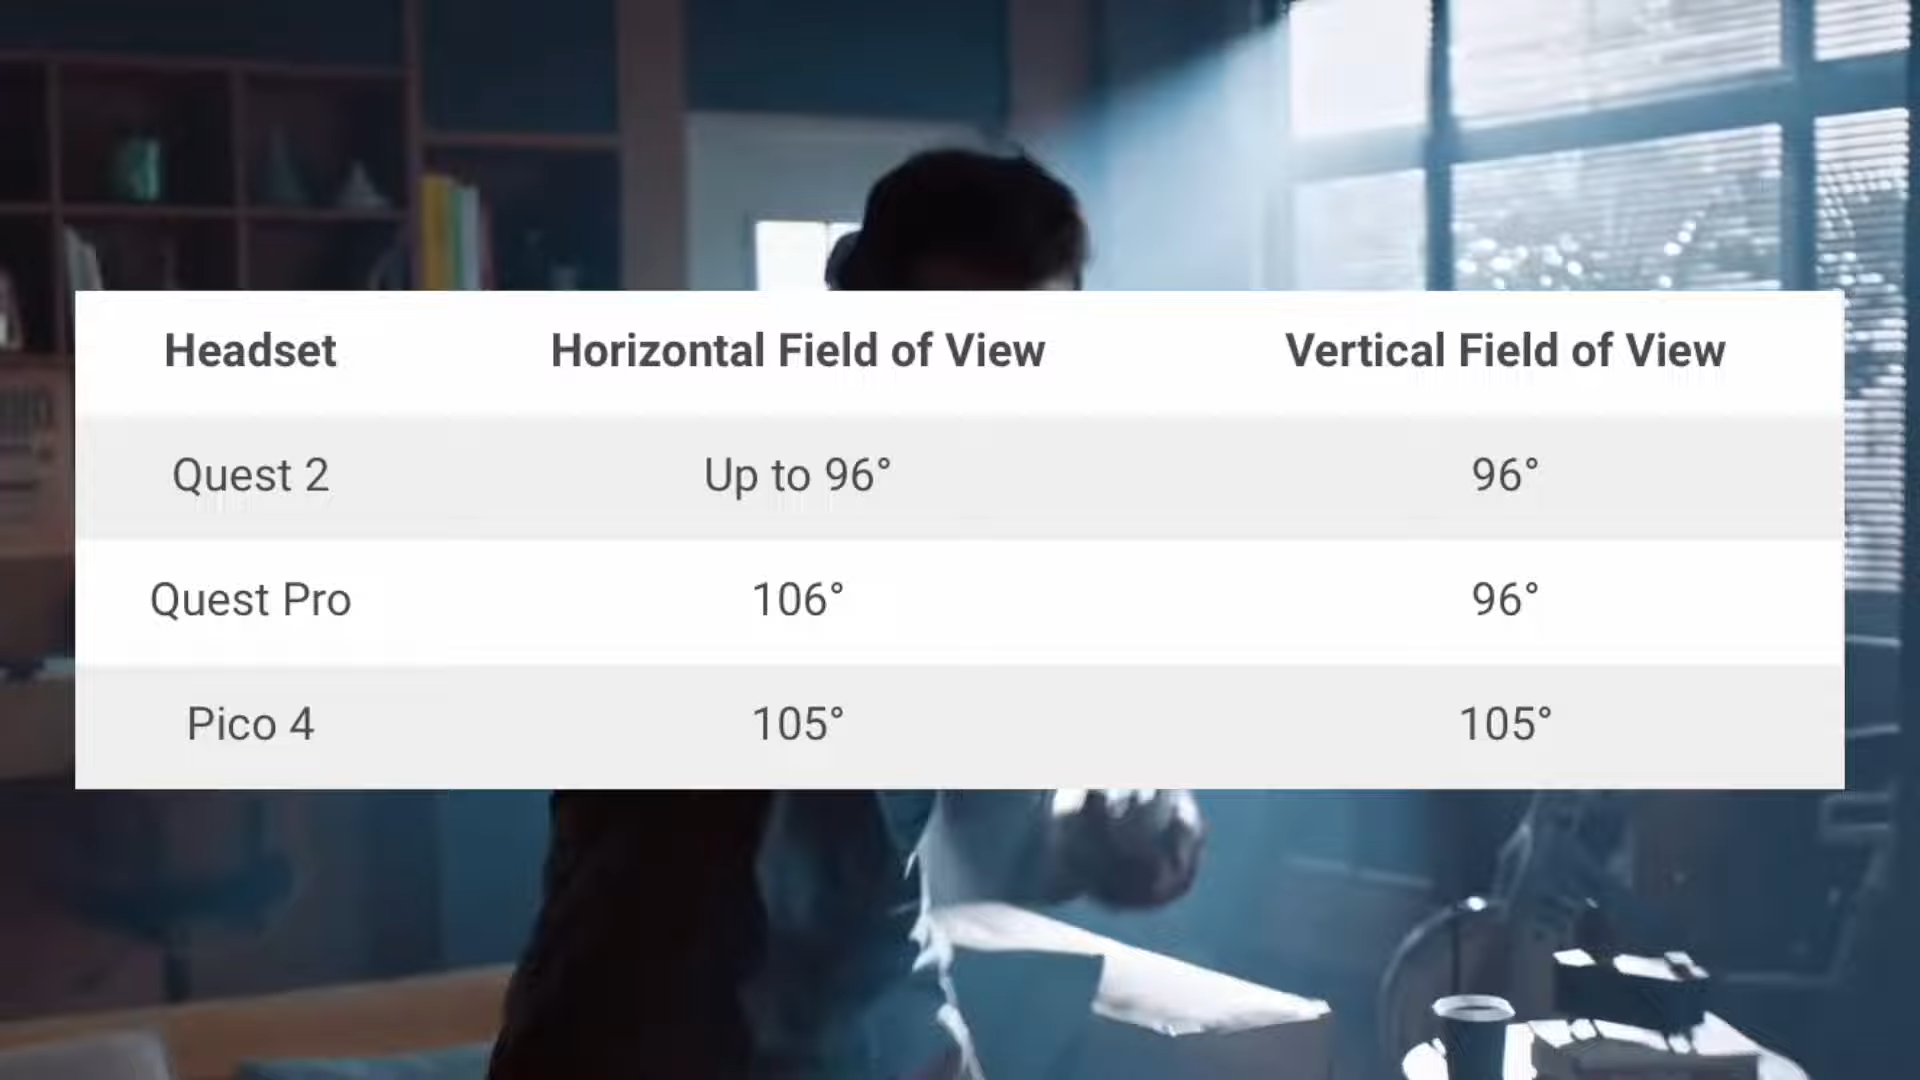 Headset Horizontal Field of View Vertical Field of View
Quest 2 Up to 96° 96°
Quest Pro 106° 96°
Pico 4 105° 105°